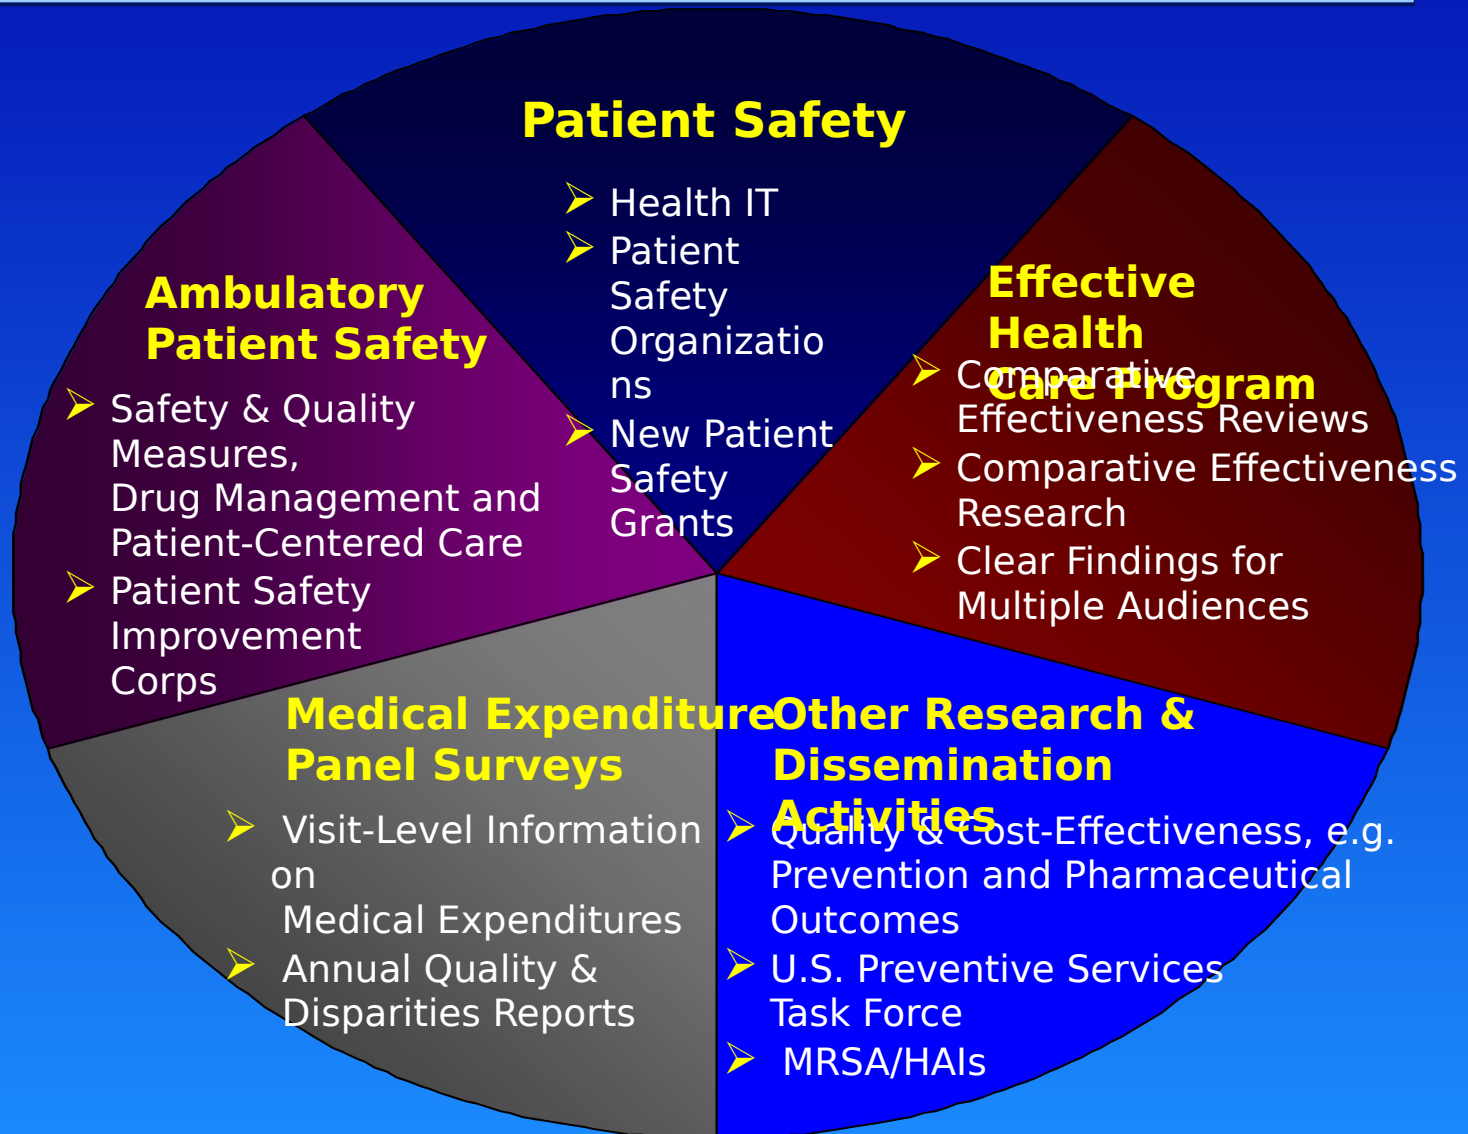 Patient Safety
Health IT
Patient
Safety
Organizatio
ns
New Patient
Safety
Grants
Ambulatory
Patient Safety
Safety & Quality
Measures,
Drug Management and
Patient-Centered Care
Patient Safety
Improvement
Corps
Effective
Health
Care Program
Comparative
Effectiveness Reviews
Comparative Effectiveness
Research
Clear Findings for
Multiple Audiences
Medical Expenditure
Panel Surveys
Visit-Level Information
on
Medical Expenditures
Annual Quality &
Disparities Reports
Other Research &
Dissemination
Activities
Quality & Cost-Effectiveness, e.g.
Prevention and Pharmaceutical
Outcomes
U.S. Preventive Services
Task Force
MRSA/HAIs